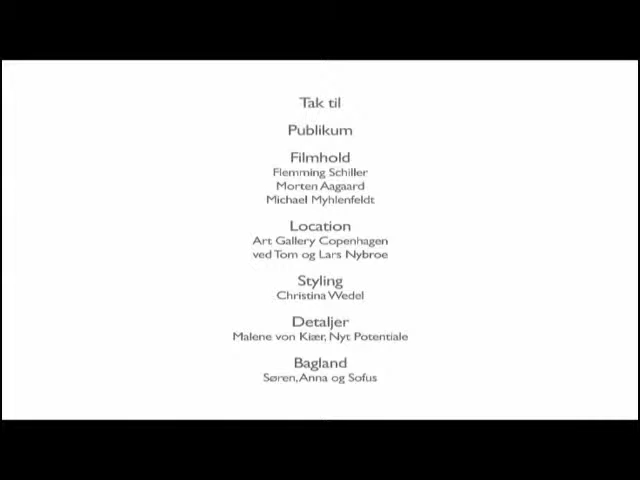 Tak til
Publikum
Filmhold
Flemming Schiller
Morten Aagaard
Michael Myhlenfeldt
Location
Art Gallery Copenhagen
ved Tom og Lars Nybroe
Styling
Christina Wedel
Detaljer
Malene von Kiær, Nyt Potentiale
Bagland
Søren, Anna og Sofus